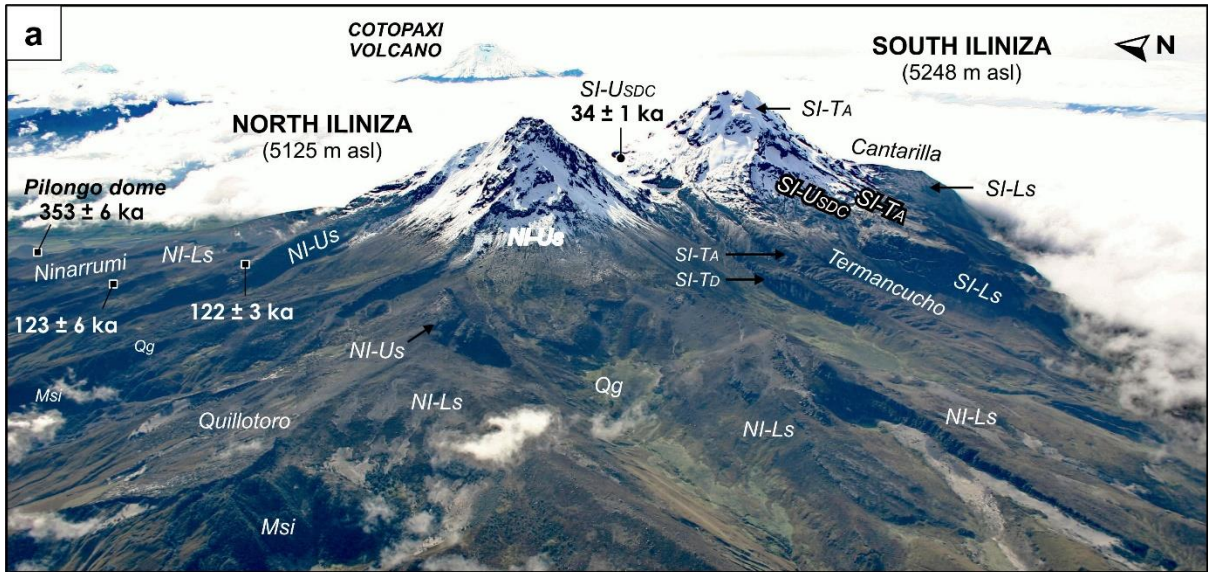 a
COTOPAXI
VOLCANO
SOUTH ILINIZA
(5248 m asl)
N
SI-USDC
34 ± 1 ka
SI-TA
NORTH ILINIZA
(5125 m asl)
Cantarilla
SI-Ls
Pilongo dome
353 ± 6 ka
SI-USDC
SI-TA
NI-Ls
NI-Us
NI-Us
Ninarrumi
SI-TA
Termancucho
SI-TD
SI-Ls
123 ± 6 ka
122 ± 3 ka
Qg
NI-Us
Msi
Qg
Quillotoro
NI-Ls
NI-Ls
NI-Ls
Msi